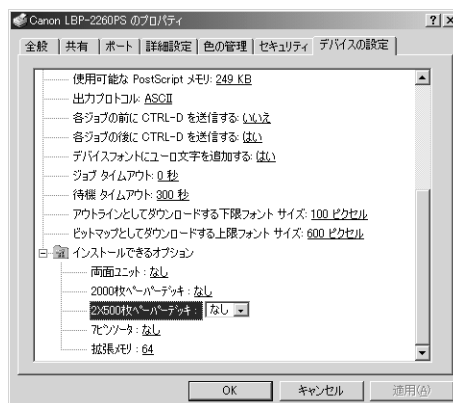 Canon LBP-2260PS のプロパティ
全般 共有 ポート 詳細設定 色の管理 セキュリティ デバイスの設定
使用可能な PostScript メモリ: 249 KB
出力プロトコル: ASCII
各ジョブの前に CTRL-D を送信する: いいえ
各ジョブの後に CTRL-D を送信する: はい
デバイスフォントにユーロ文字を追加する: はい
ジョブ タイムアウト: 0 秒
待機 タイムアウト: 300 秒
アウトラインとしてダウンロードする下限フォント サイズ: 100 ピクセル
ビットマップとしてダウンロードする上限フォント サイズ: 600 ピクセル
インストールできるオプション
両面ユニット : なし
2000枚ペーパーデッキ : なし
2X500枚ペーパーデッキ : なし
7ビンソータ : なし
拡張メモリ : 64
OK キャンセル 適用(A)